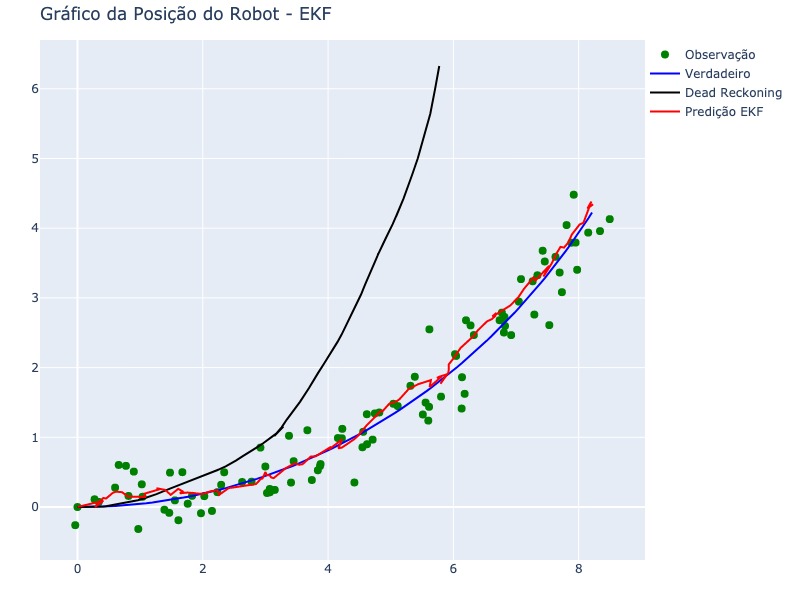 Gráfico da Posição do Robot - EKF
Observação
Verdadeiro
Dead Reckoning
Predição EKF
6
5
4
3
2
1
0
0 2 4 6 8